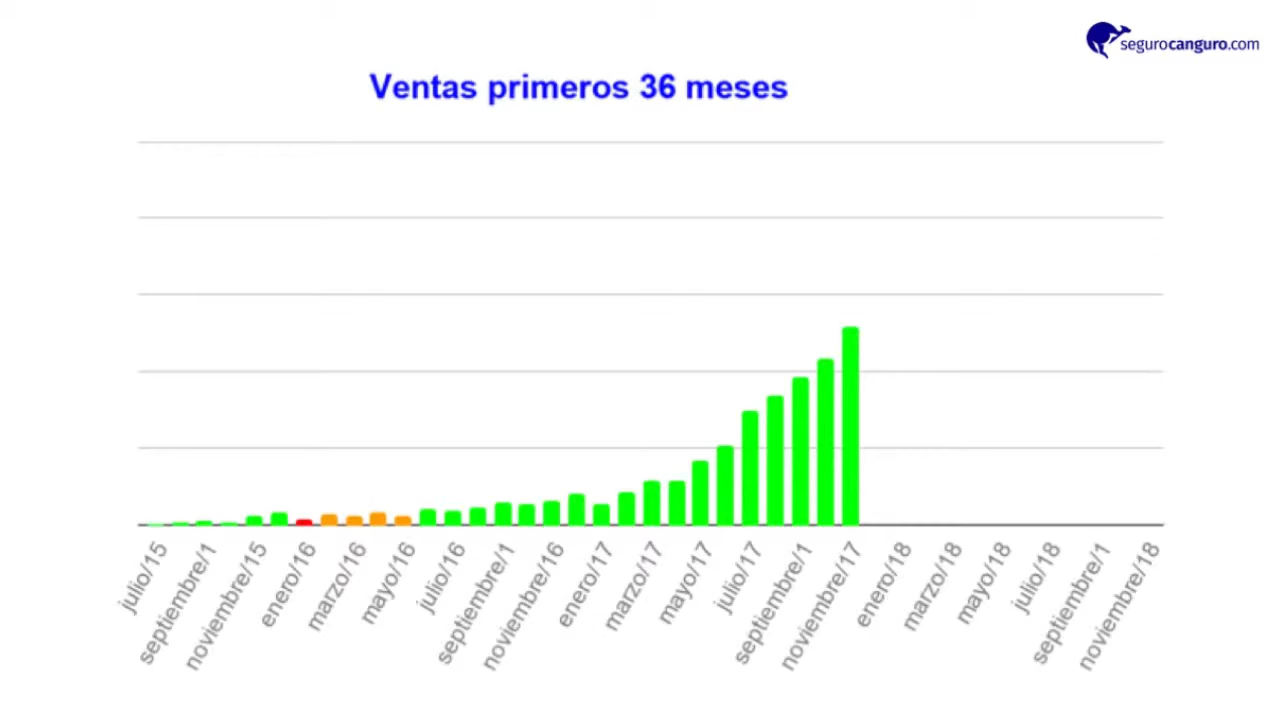 segurocanguro.com
Ventas primeros 36 meses
julio/15
septiembre/1
noviembre/15
enero/16
marzo/16
mayo/16
julio/16
septiembre/1
noviembre/16
enero/17
marzo/17
mayo/17
julio/17
septiembre/1
noviembre/17
enero/18
marzo/18
mayo/18
julio/18
septiembre/1
noviembre/18